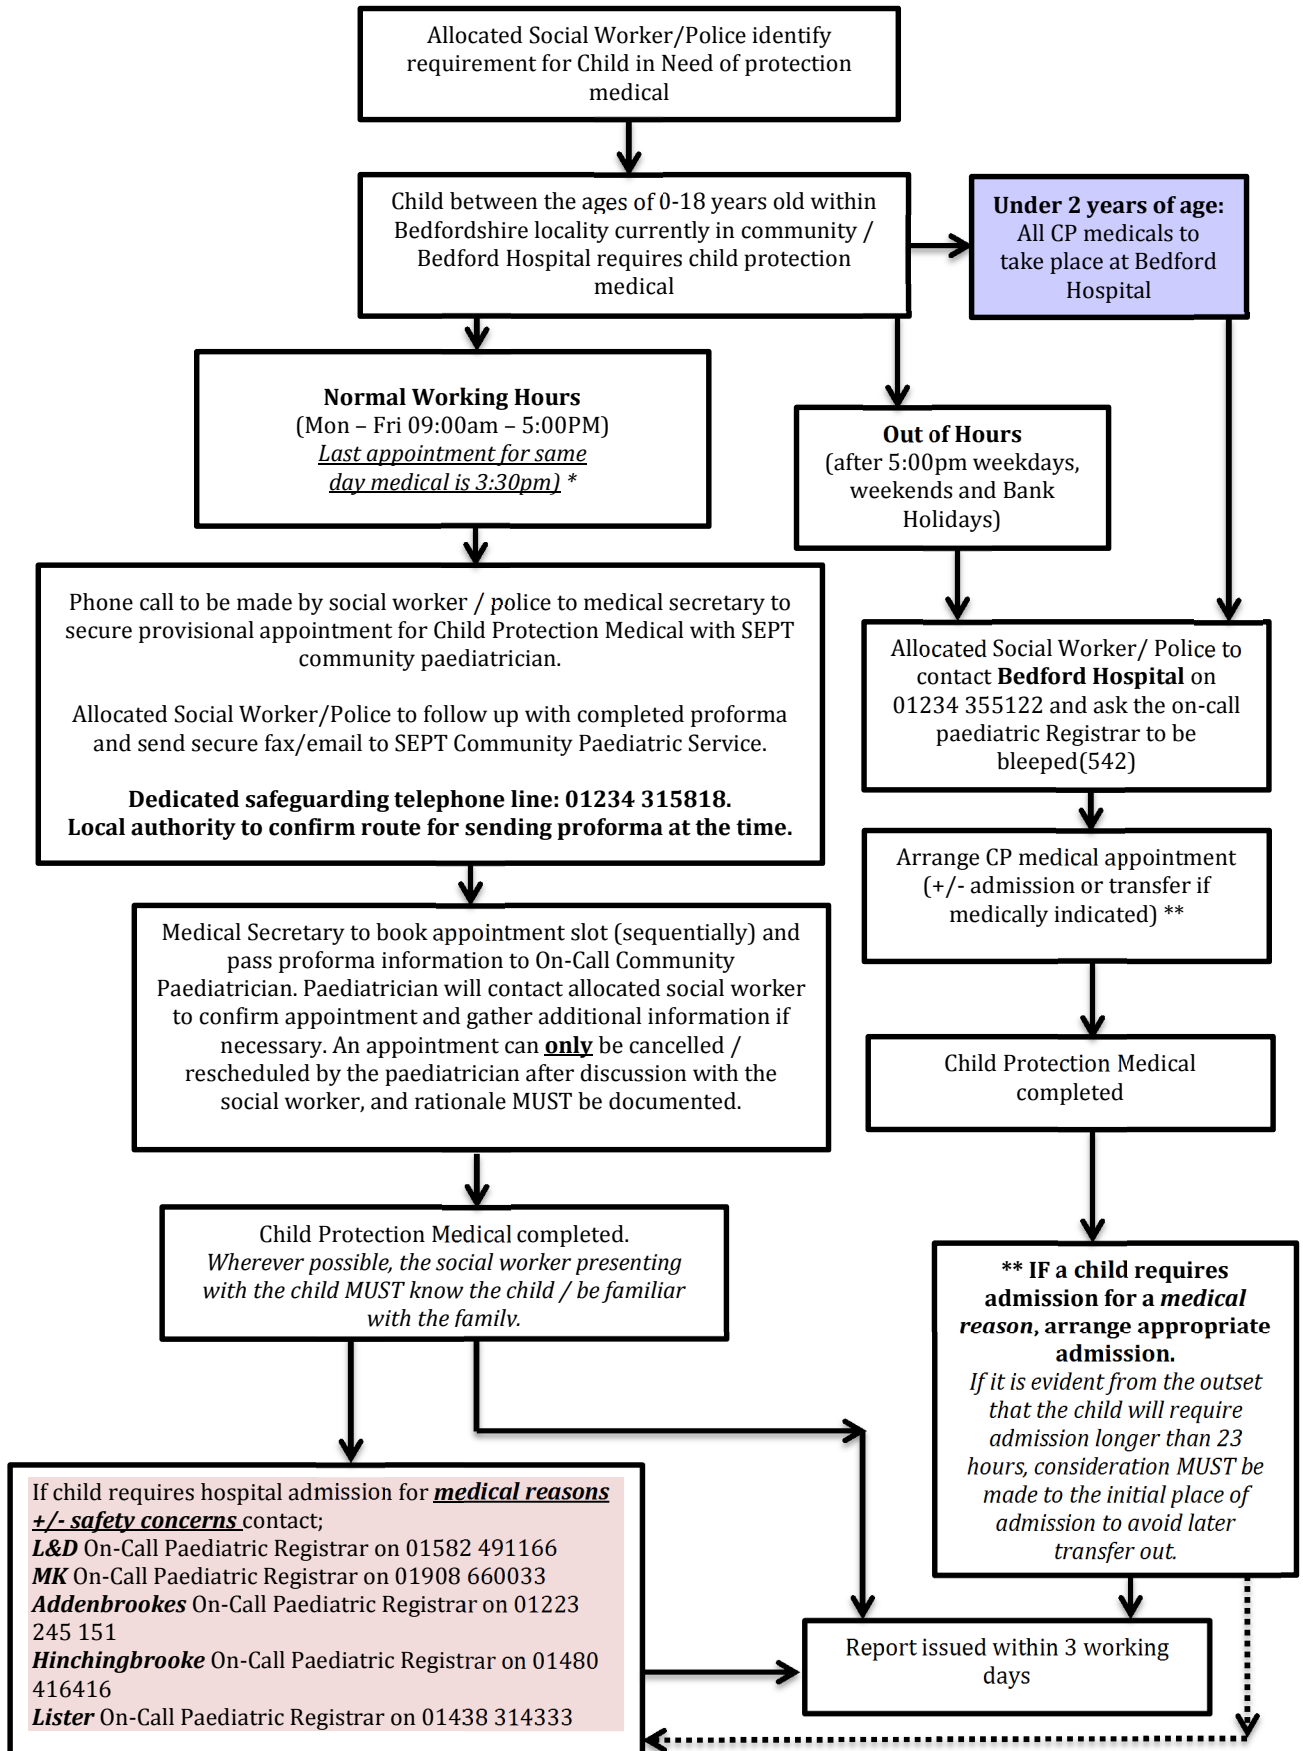 Allocated Social Worker/Police identify
requirement for Child in Need of protection
medical
Child between the ages of 0-18 years old within
Bedfordshire locality currently in community /
Bedford Hospital requires child protection
medical
Under 2 years of age:
All CP medicals to
take place at Bedford
Hospital
Normal Working Hours
(Mon – Fri 09:00am – 5:00PM)
Last appointment for same
day medical is 3:30pm) *
Out of Hours
(after 5:00pm weekdays,
weekends and Bank
Holidays)
Phone call to be made by social worker / police to medical secretary to
secure provisional appointment for Child Protection Medical with SEPT
community paediatrician.
Allocated Social Worker/Police to follow up with completed proforma
and send secure fax/email to SEPT Community Paediatric Service.
Dedicated safeguarding telephone line: 01234 315818.
Local authority to confirm route for sending proforma at the time.
Allocated Social Worker/ Police to
contact Bedford Hospital on
01234 355122 and ask the on-call
paediatric Registrar to be
bleeped(542)
Arrange CP medical appointment
(+/- admission or transfer if
medically indicated) **
Medical Secretary to book appointment slot (sequentially) and
pass proforma information to On-Call Community
Paediatrician. Paediatrician will contact allocated social worker
to confirm appointment and gather additional information if
necessary. An appointment can only be cancelled /
rescheduled by the paediatrician after discussion with the
social worker, and rationale MUST be documented.
Child Protection Medical
completed
Child Protection Medical completed.
Wherever possible, the social worker presenting
with the child MUST know the child / be familiar
with the family.
** IF a child requires
admission for a medical
reason, arrange appropriate
admission.
If it is evident from the outset
that the child will require
admission longer than 23
hours, consideration MUST be
made to the initial place of
admission to avoid later
transfer out.
If child requires hospital admission for medical reasons
+/- safety concerns contact;
L&D On-Call Paediatric Registrar on 01582 491166
MK On-Call Paediatric Registrar on 01908 660033
Addenbrookes On-Call Paediatric Registrar on 01223
245 151
Hinchingbrooke On-Call Paediatric Registrar on 01480
416416
Lister On-Call Paediatric Registrar on 01438 314333
Report issued within 3 working
days